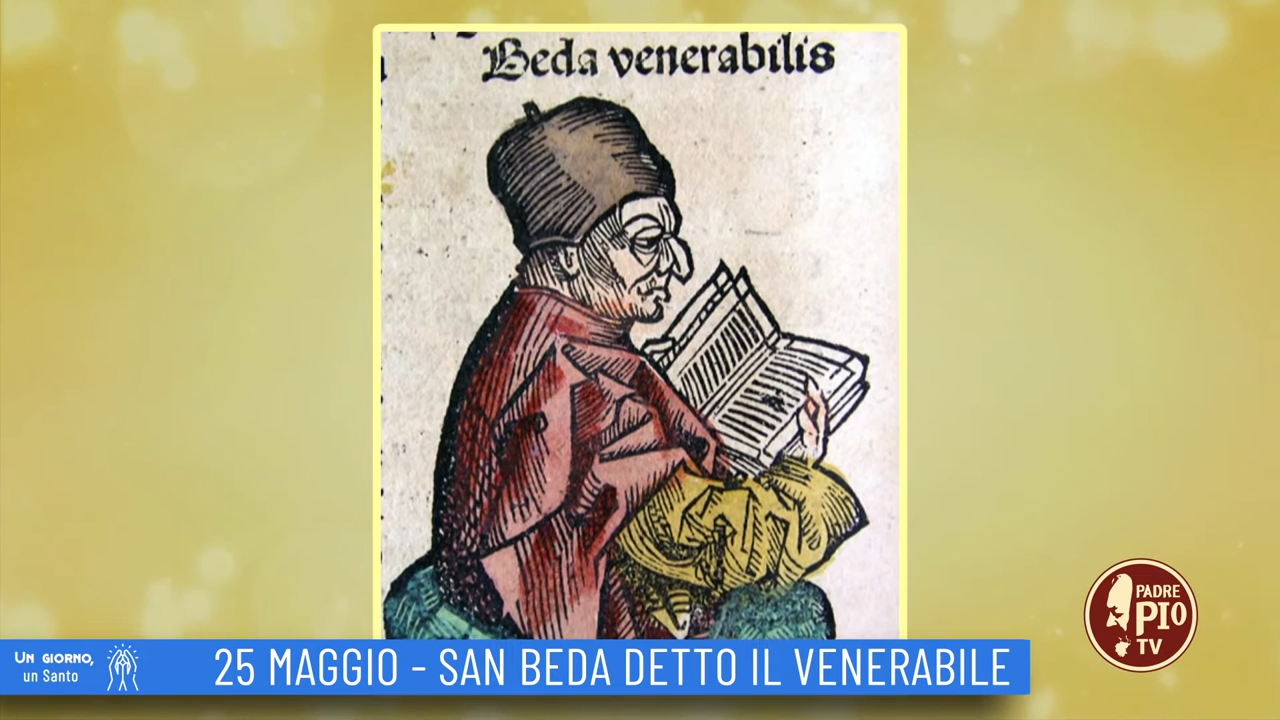 Beda venerabilis
Un giorno,
un Santo
25 MAGGIO - SAN BEDA DETTO IL VENERABILE
PADRE
PIO
TV